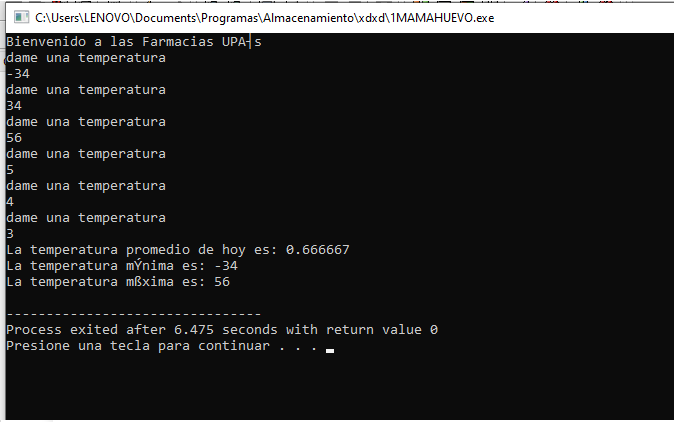 C:\Users\LENOVO\Documents\Programas\Almacenamiento\xdxd\1MAMAHUEVO.exe
Bienvenido a las Farmacias UPA┤s
dame una temperatura
-34
dame una temperatura
34
dame una temperatura
56
dame una temperatura
5
dame una temperatura
4
dame una temperatura
3
La temperatura promedio de hoy es: 0.666667
La temperatura mÝnima es: -34
La temperatura mßxima es: 56
--------------------------------
Process exited after 6.475 seconds with return value 0
Presione una tecla para continuar . . .